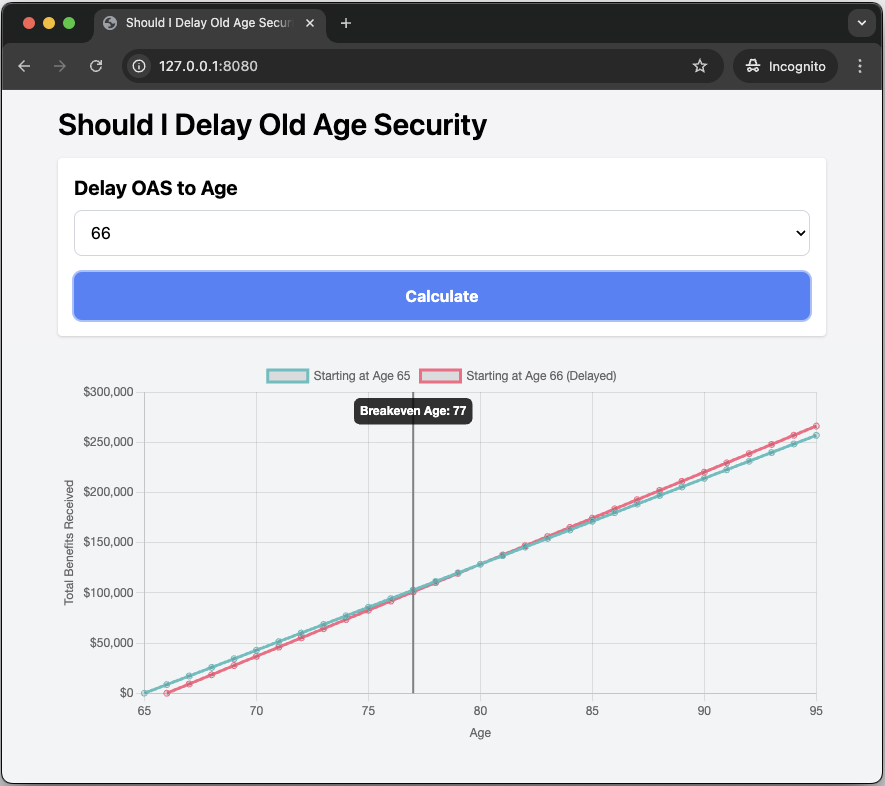 Should I Delay Old Age Secur
127.0.0.1:8080
Incognito
Should I Delay Old Age Security
Delay OAS to Age
66
Calculate
Starting at Age 65
Starting at Age 66 (Delayed)
Breakeven Age: 77
$300,000
$250,000
$200,000
$150,000
$100,000
$50,000
$0
Total Benefits Received
65
70
75
80
85
90
95
Age